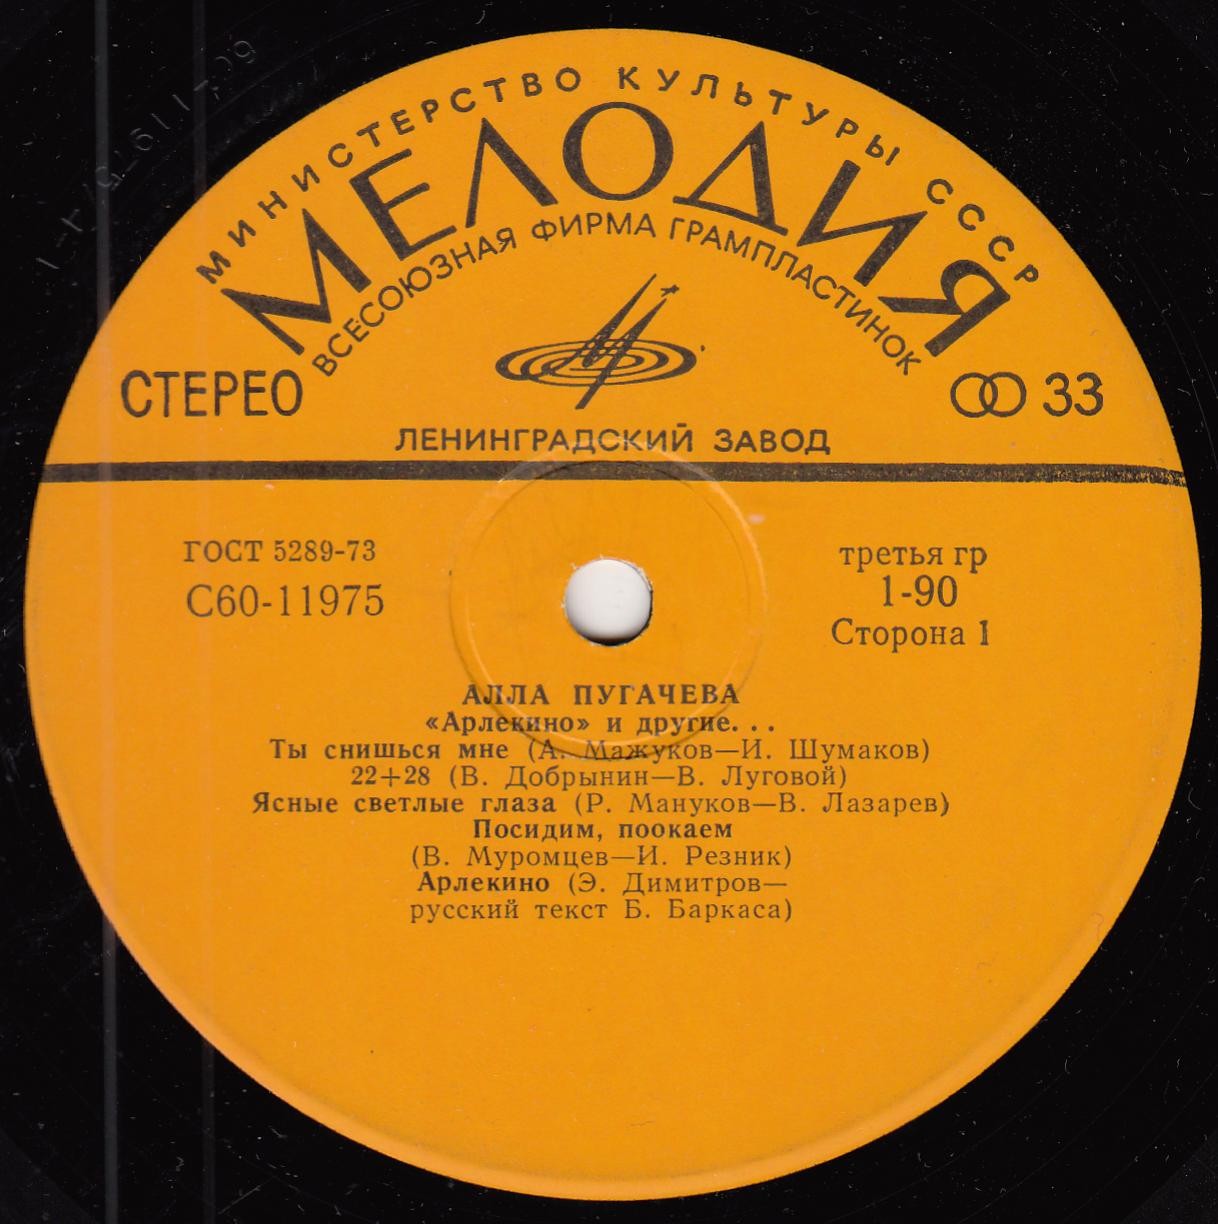 МИНИСТЕРСТВО КУЛЬТУРЫ СССР
МЕЛОДИЯ
ВСЕСОЮЗНАЯ ФИРМА ГРАМПЛАСТИНОК
СТЕРЕО
33
ЛЕНИНГРАДСКИЙ ЗАВОД
ГОСТ 5289-73
С60-11975
третья гр
1-90
Сторона 1
АЛЛА ПУГАЧЕВА
«Арлекино» и другие...
Ты снишься мне (А. Мажуков—И. Шумаков)
22+28 (В. Добрынин—В. Луговой)
Ясные светлые глаза (Р. Мануков—В. Лазарев)
Посидим, поокаем
(В. Муромцев—И. Резник)
Арлекино (Э. Димитров—
русский текст Б. Баркаса)